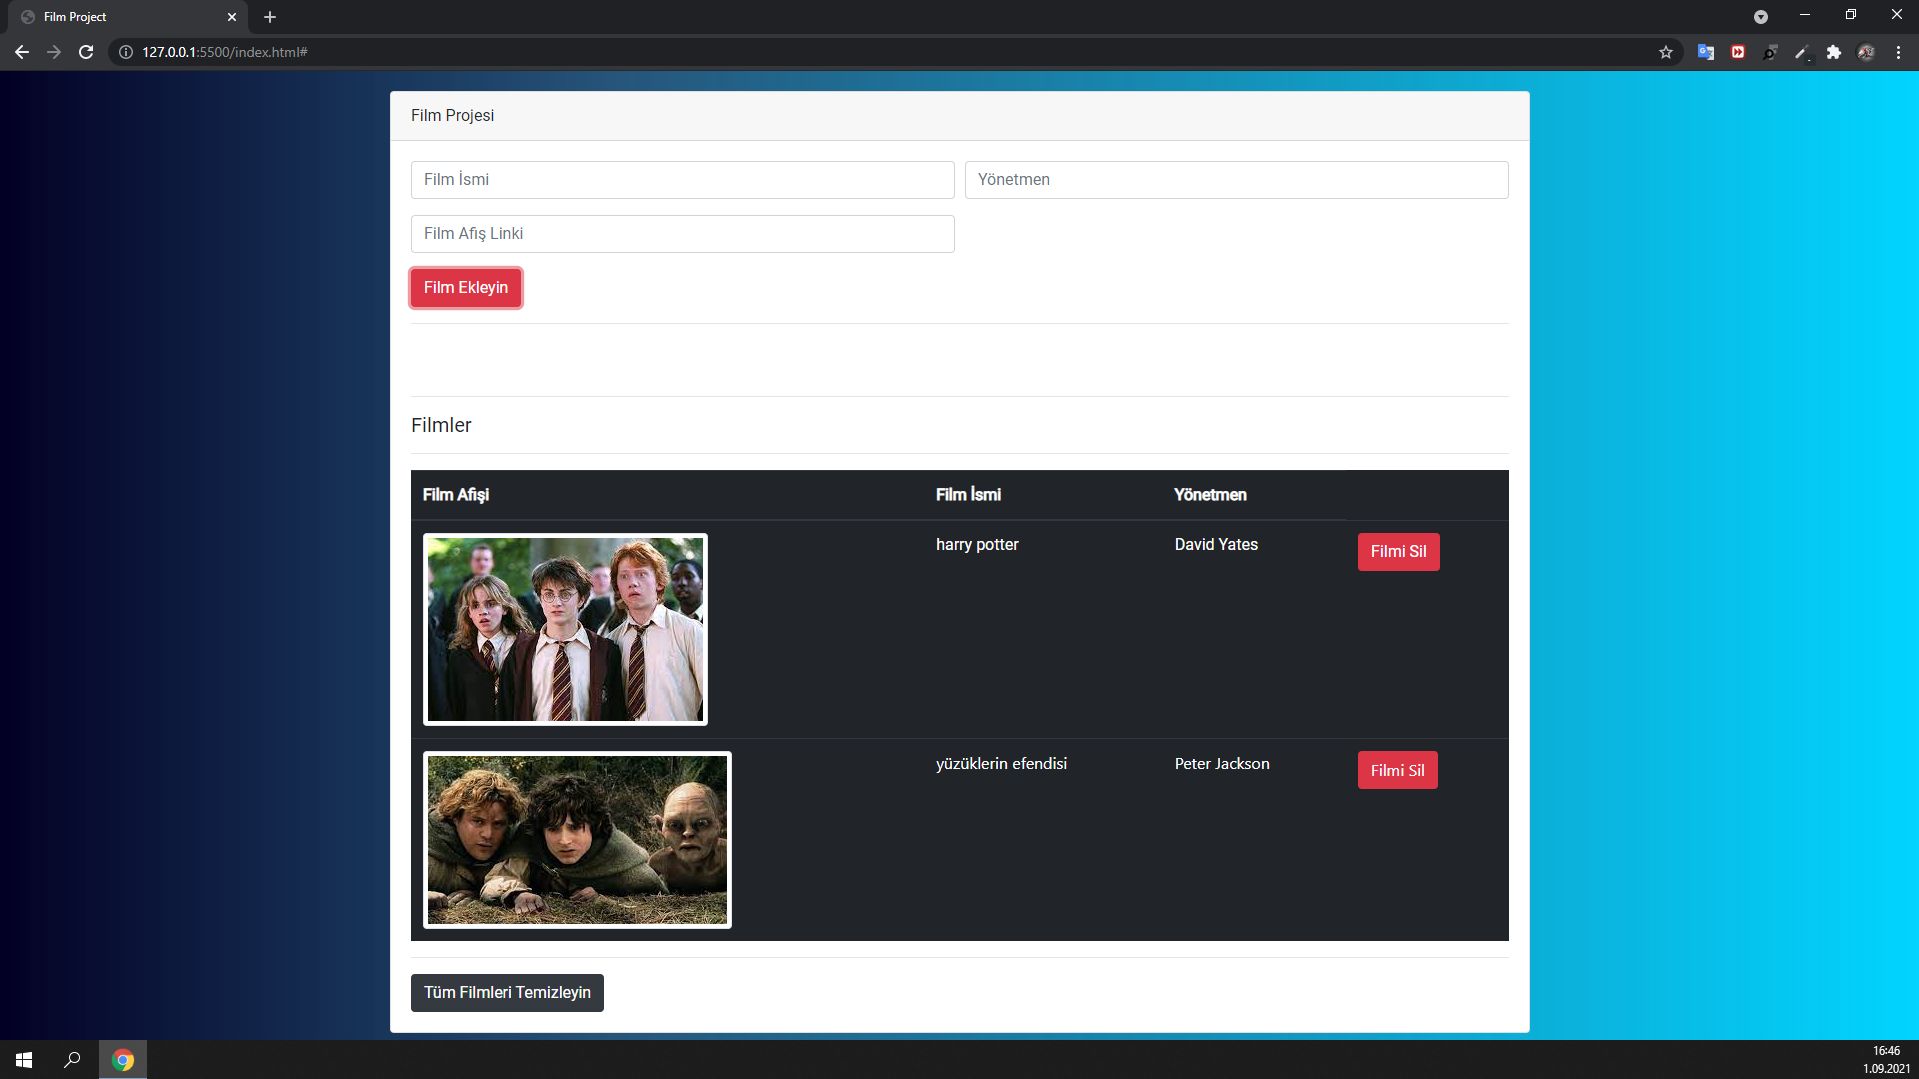 Film Project
127.0.0.1:5500/index.html#
Film Projesi
Film İsmi
Yönetmen
Film Afiş Linki
Film Ekleyin
Filmler
Film Afişi Film İsmi Yönetmen
harry potter David Yates Filmi Sil
yüzüklerin efendisi Peter Jackson Filmi Sil
Tüm Filmleri Temizleyin
16:46
1.09.2021